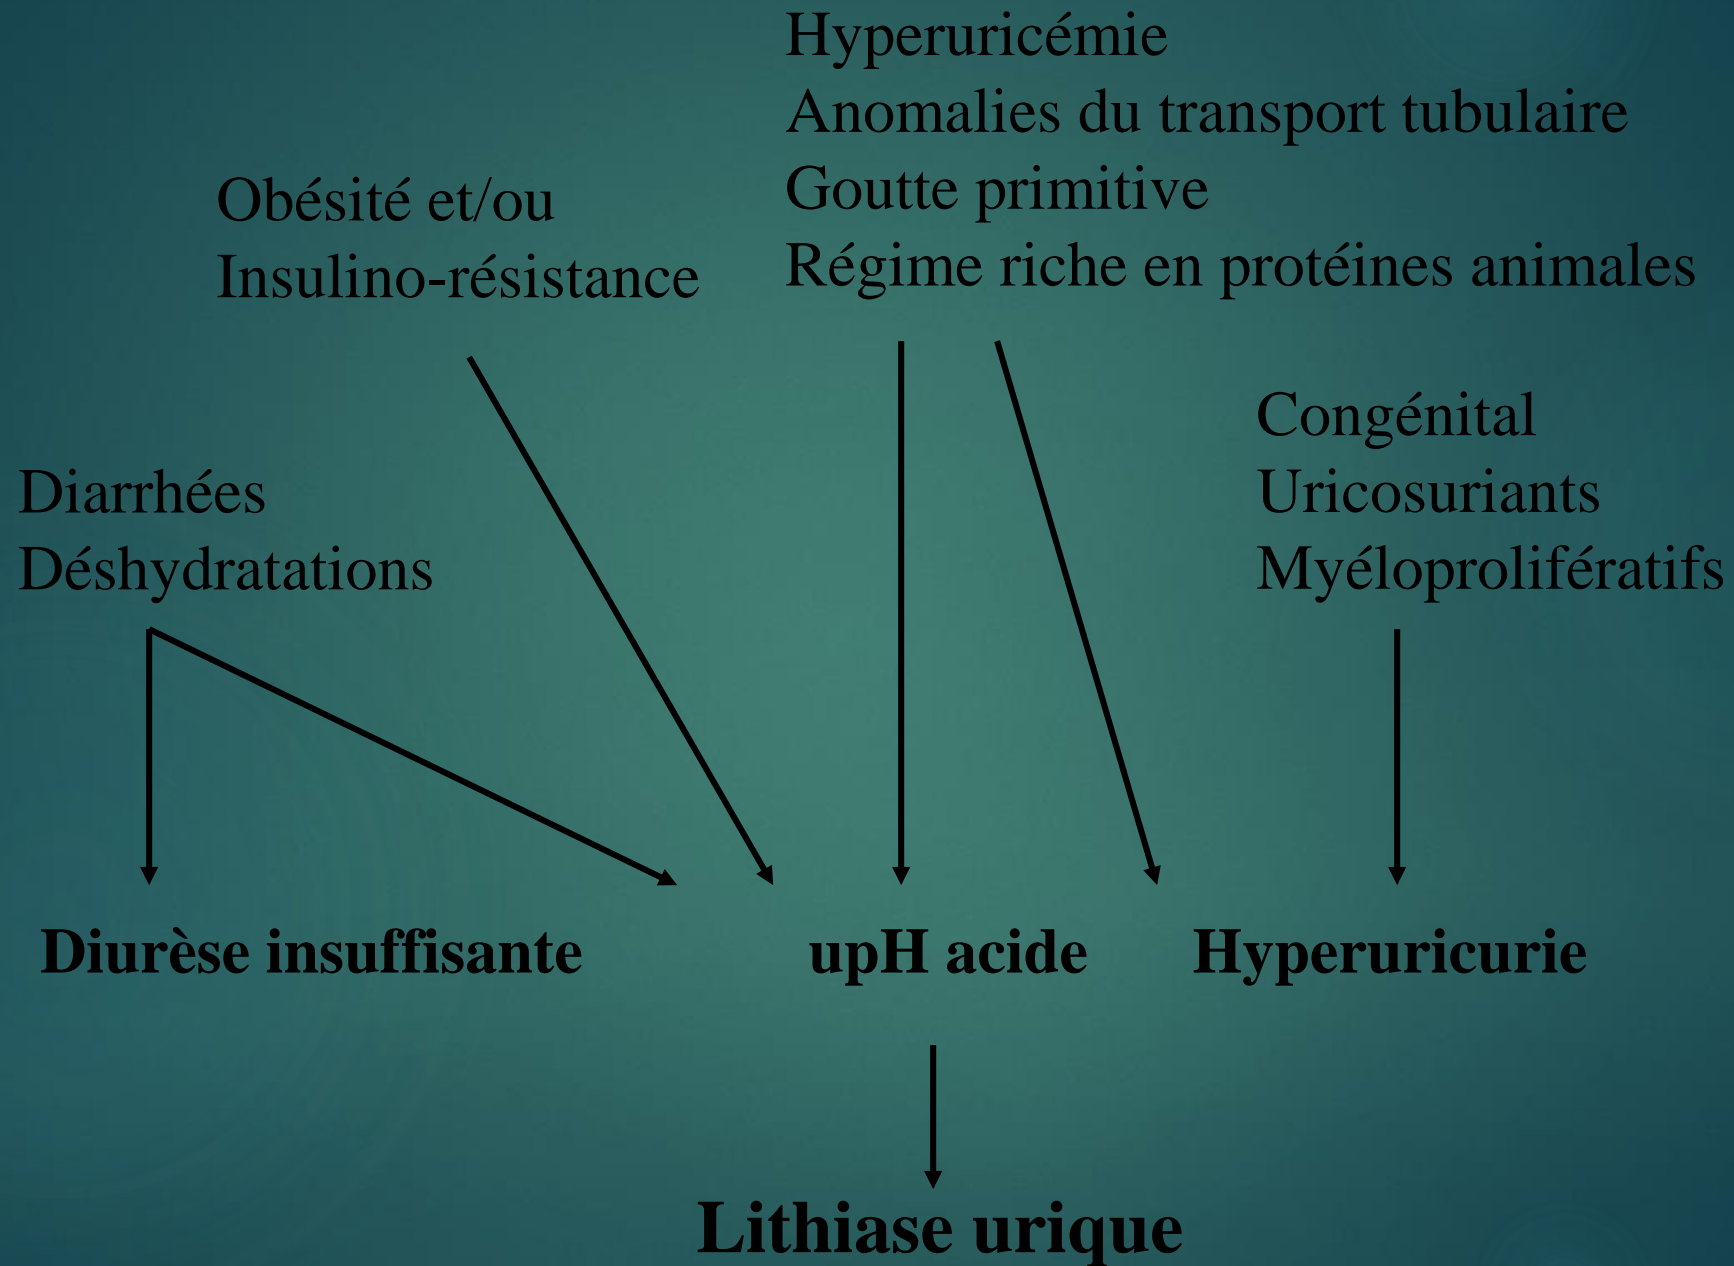 Hyperuricémie
Anomalies du transport tubulaire
Goutte primitive
Régime riche en protéines animales
Obésité et/ou
Insulino-résistance
Congénital
Uricosuriants
Myéloprolifératifs
Diarrhées
Déshydratations
Diurèse insuffisante
upH acide
Hyperuricurie
Lithiase urique